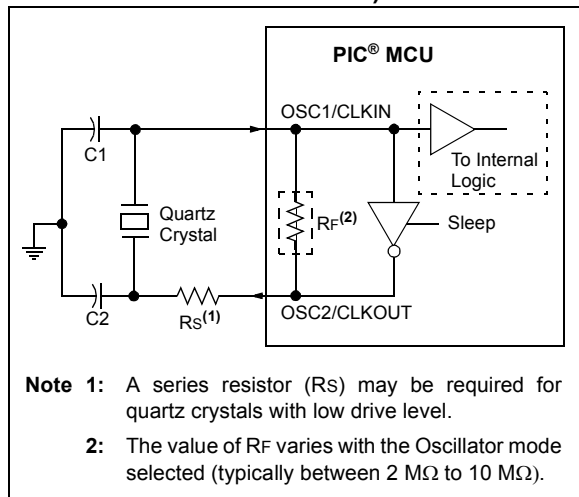 PIC® MCU
OSC1/CLKIN
C1
To Internal
Logic
Quartz
Crystal
RF(2)
Sleep
C2
RS(1)
OSC2/CLKOUT
Note 1: A series resistor (RS) may be required for
quartz crystals with low drive level.
2: The value of RF varies with the Oscillator mode
selected (typically between 2 MΩ to 10 MΩ).